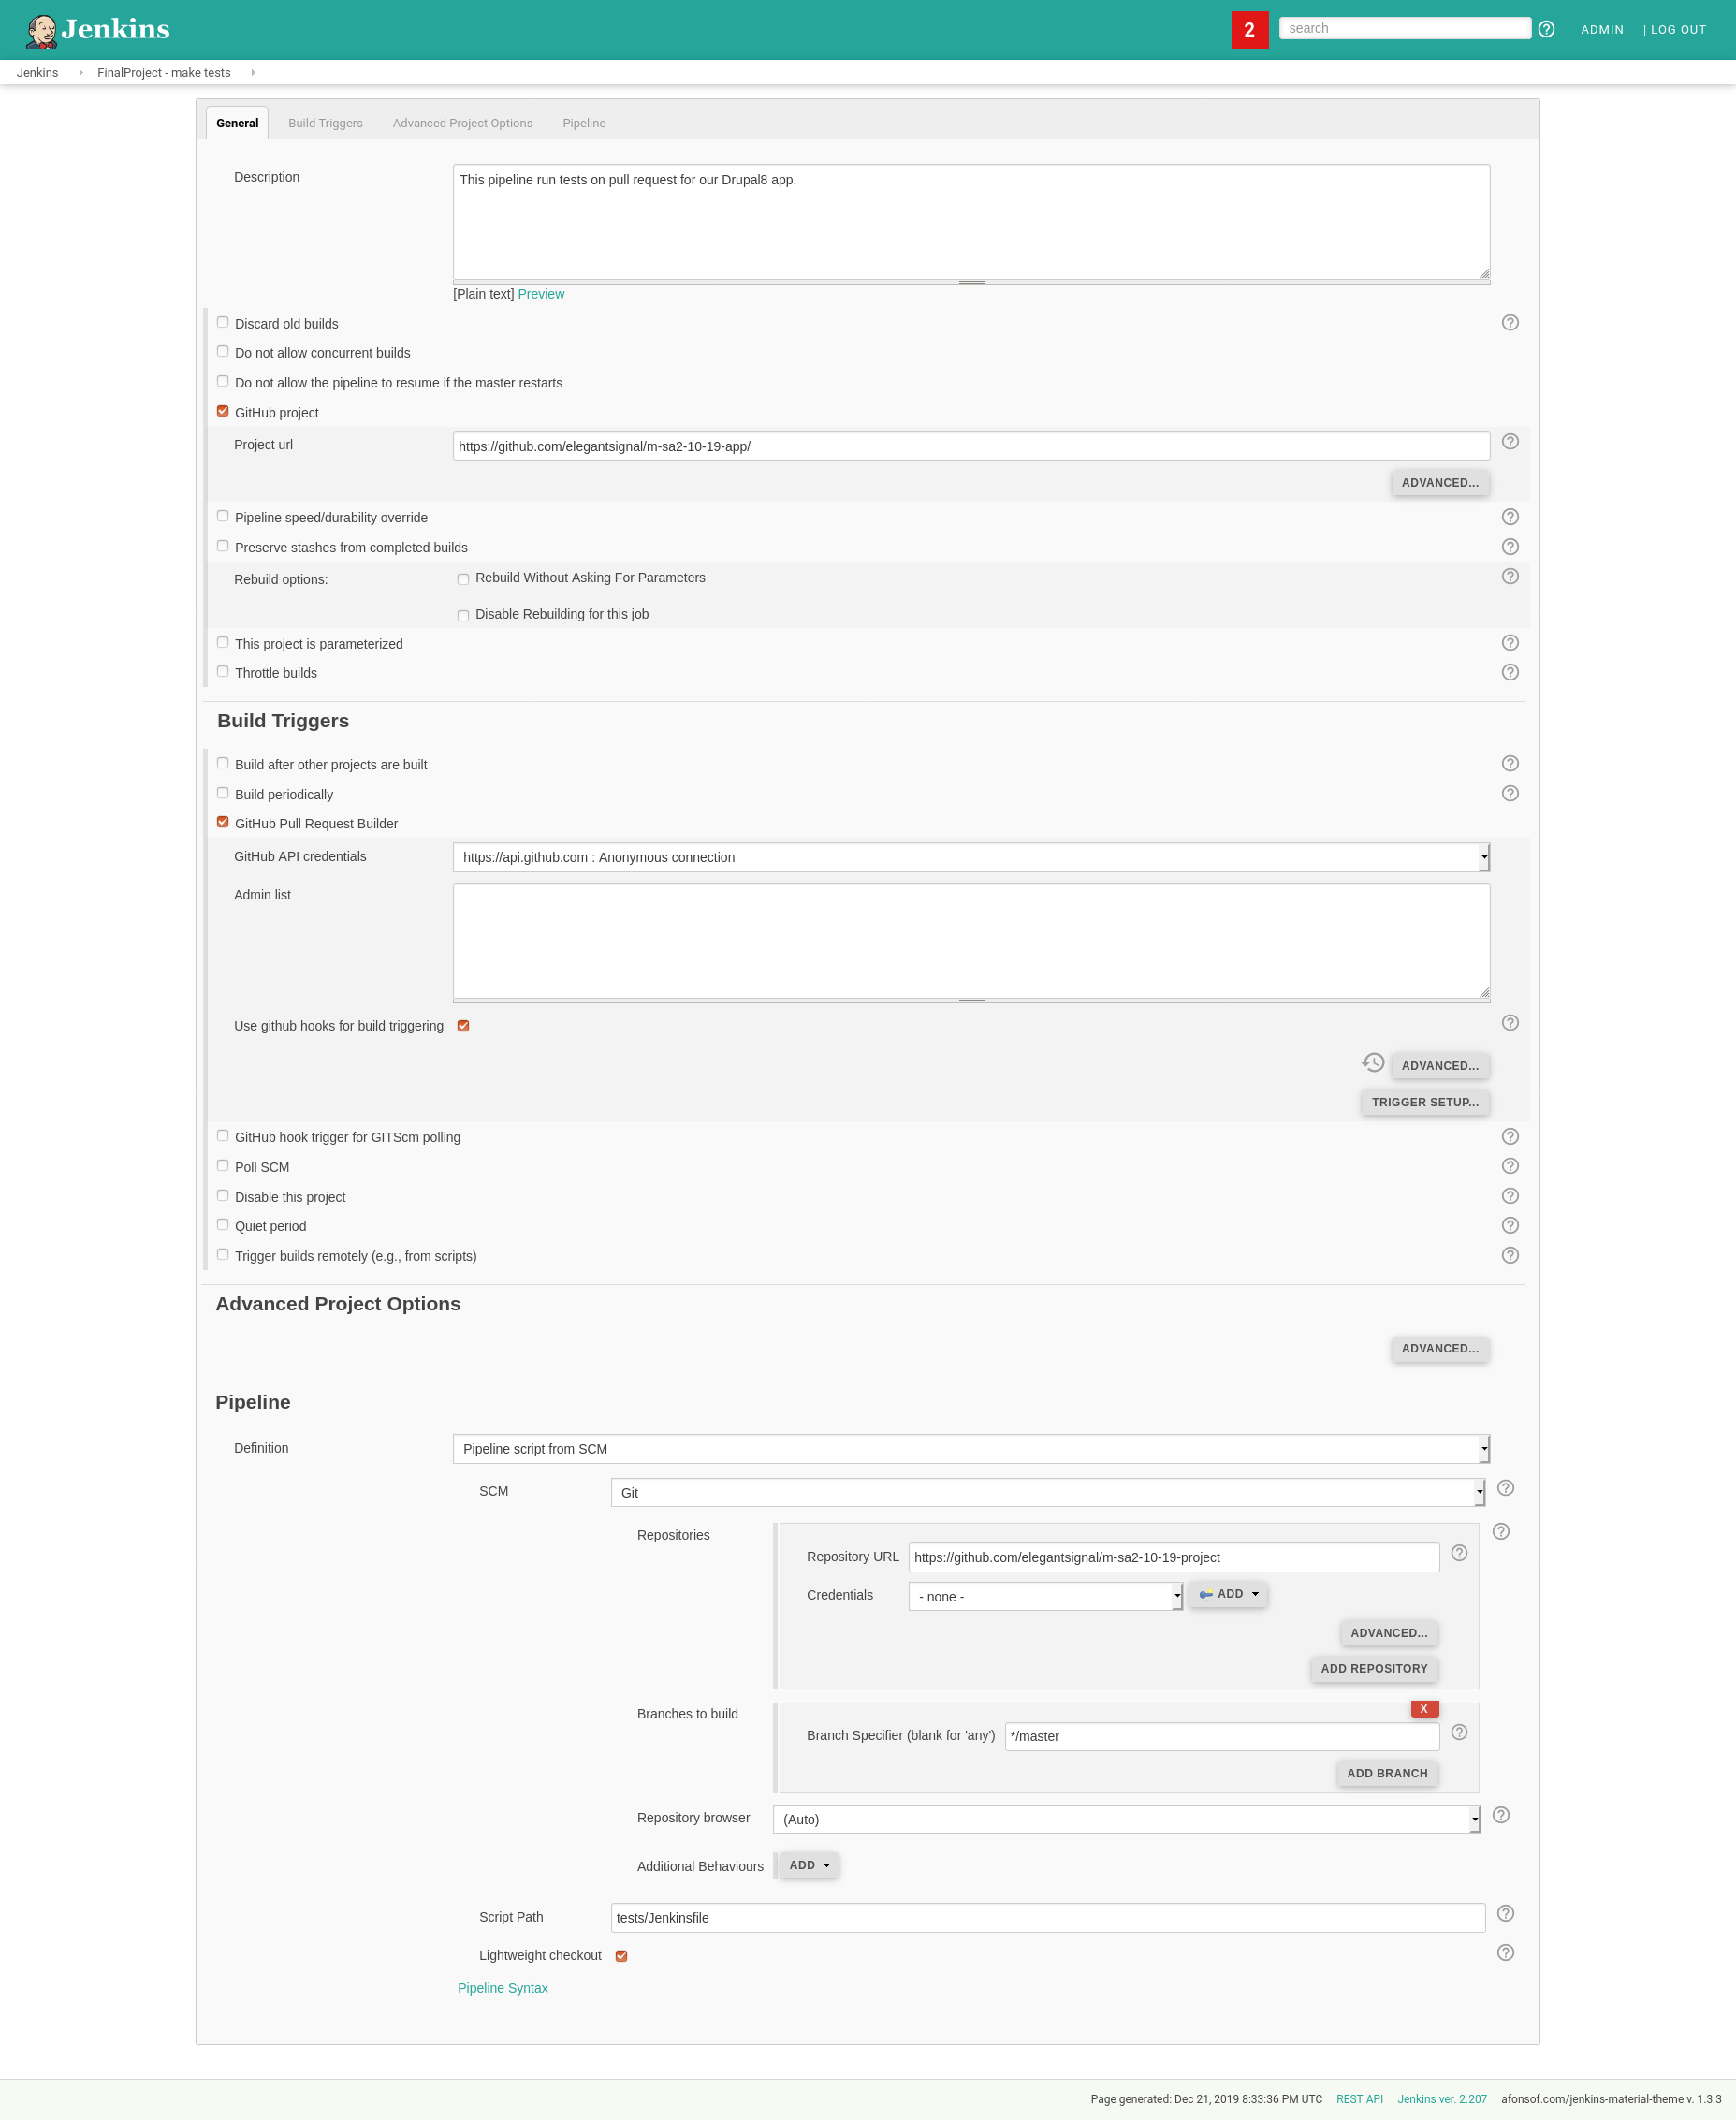 Jenkins
2
search
ADMIN
| LOG OUT
Jenkins
FinalProject - make tests
General
Build Triggers
Advanced Project Options
Pipeline
Description
This pipeline run tests on pull request for our Drupal8 app.
[Plain text] Preview
Discard old builds
Do not allow concurrent builds
Do not allow the pipeline to resume if the master restarts
GitHub project
Project url
https://github.com/elegantsignal/m-sa2-10-19-app/
ADVANCED...
Pipeline speed/durability override
Preserve stashes from completed builds
Rebuild options:
Rebuild Without Asking For Parameters
Disable Rebuilding for this job
This project is parameterized
Throttle builds
Build Triggers
Build after other projects are built
Build periodically
GitHub Pull Request Builder
GitHub API credentials
https://api.github.com : Anonymous connection
Admin list
Use github hooks for build triggering
ADVANCED...
TRIGGER SETUP...
GitHub hook trigger for GITScm polling
Poll SCM
Disable this project
Quiet period
Trigger builds remotely (e.g., from scripts)
Advanced Project Options
ADVANCED...
Pipeline
Definition
Pipeline script from SCM
SCM
Git
Repositories
Repository URL
https://github.com/elegantsignal/m-sa2-10-19-project
Credentials
- none -
ADD
ADVANCED...
ADD REPOSITORY
Branches to build
X
Branch Specifier (blank for 'any')
*/master
ADD BRANCH
Repository browser
(Auto)
Additional Behaviours
ADD
Script Path
tests/Jenkinsfile
Lightweight checkout
Pipeline Syntax
Page generated: Dec 21, 2019 8:33:36 PM UTC
REST API
Jenkins ver. 2.207
afonsof.com/jenkins-material-theme v. 1.3.3